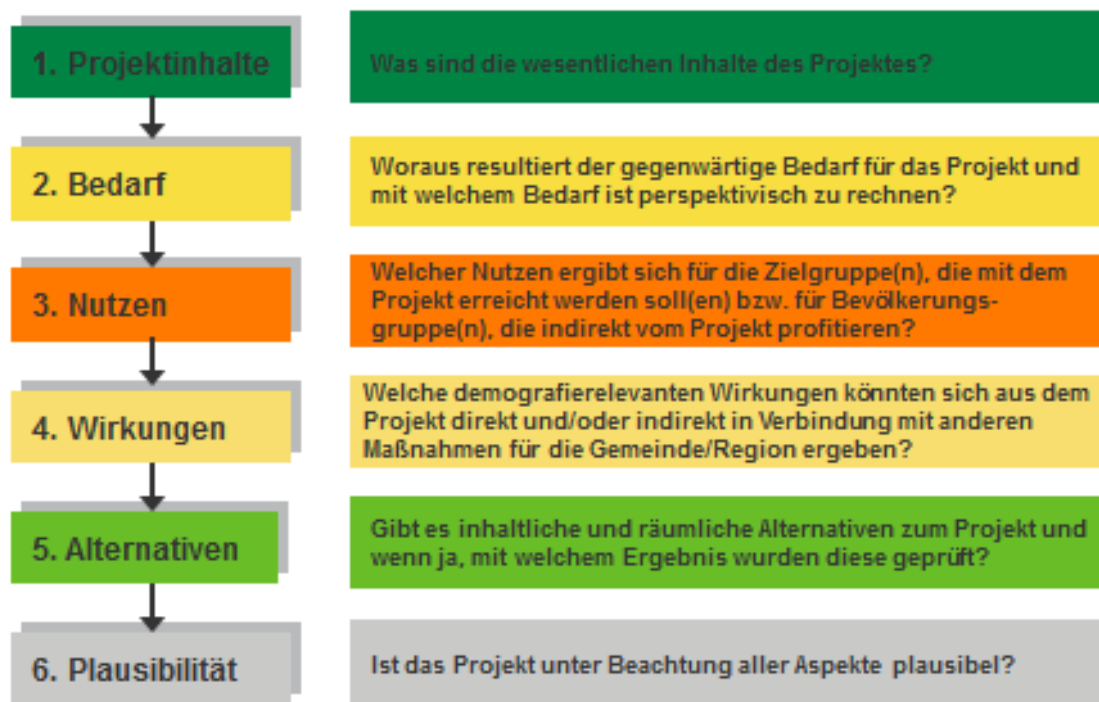 1. Projektinhalte
Was sind die wesentlichen Inhalte des Projektes?
2. Bedarf
Woraus resultiert der gegenwärtige Bedarf für das Projekt und
mit welchem Bedarf ist perspektivisch zu rechnen?
3. Nutzen
Welcher Nutzen ergibt sich für die Zielgruppe(n), die mit dem
Projekt erreicht werden soll(en) bzw. für Bevölkerungs-
gruppe(n), die indirekt vom Projekt profitieren?
4. Wirkungen
Welche demografierelevanten Wirkungen könnten sich aus dem
Projekt direkt und/oder indirekt in Verbindung mit anderen
Maßnahmen für die Gemeinde/Region ergeben?
5. Alternativen
Gibt es inhaltliche und räumliche Alternativen zum Projekt und
wenn ja, mit welchem Ergebnis wurden diese geprüft?
6. Plausibilität
Ist das Projekt unter Beachtung aller Aspekte plausibel?